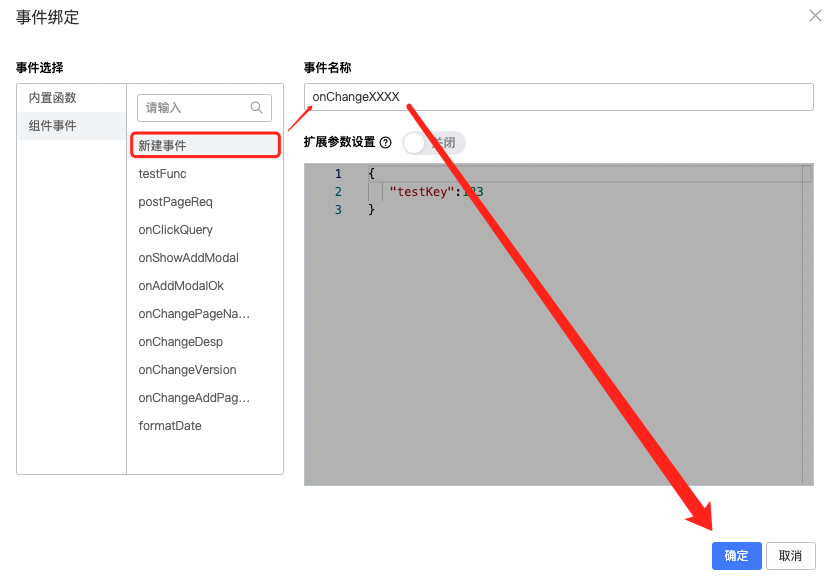 事件绑定
事件选择
内置函数
组件事件
请输入
新建事件
testFunc
postPageReq
onClickQuery
onShowAddModal
onAddModalOk
onChangePageNa...
onChangeDesp
onChangeVersion
onChangeAddPag...
formatDate
事件名称
onChangeXXXX
扩展参数设置 关闭
1 {
2 "testKey":123
3 }
确定 取消